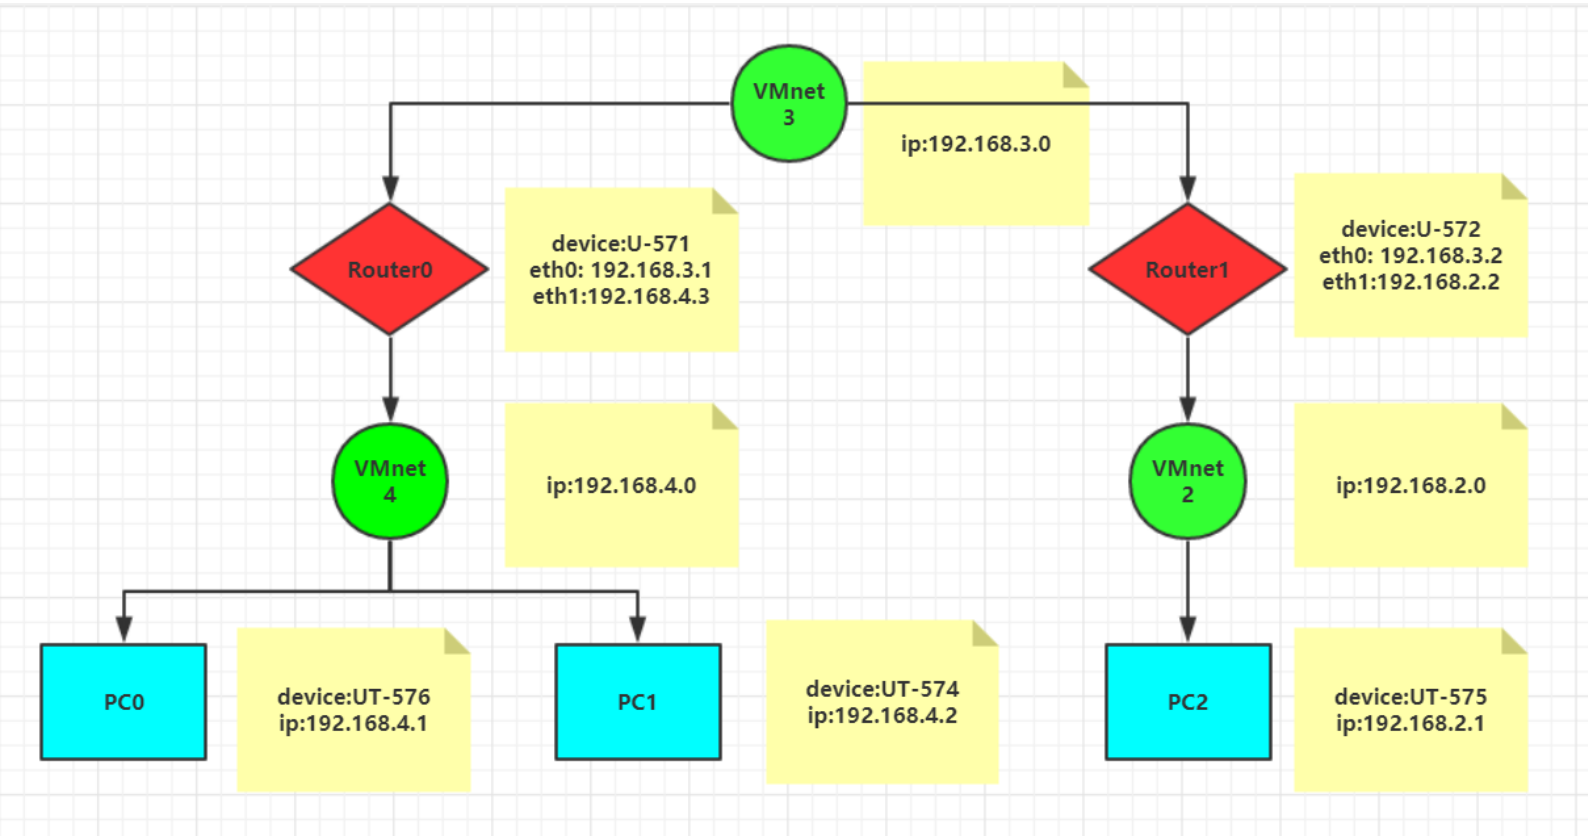 VMnet
3
ip:192.168.3.0
Router0
device:U-571
eth0: 192.168.3.1
eth1:192.168.4.3
Router1
device:U-572
eth0: 192.168.3.2
eth1:192.168.2.2
VMnet
4
ip:192.168.4.0
VMnet
2
ip:192.168.2.0
PC0
device:UT-576
ip:192.168.4.1
PC1
device:UT-574
ip:192.168.4.2
PC2
device:UT-575
ip:192.168.2.1